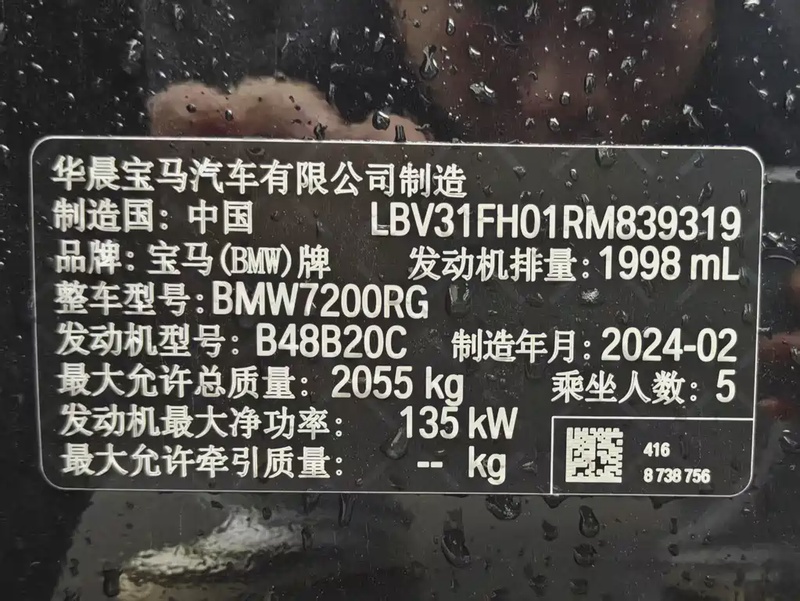 华晨宝马汽车有限公司制造
制造国: 中国 LBV31FH01RM839319
品牌: 宝马(BMW)牌 发动机排量: 1998 mL
整车型号: BMW7200RG
发动机型号: B48B20C 制造年月: 2024-02
最大允许总质量: 2055 kg 乘坐人数: 5
发动机最大净功率: 135 kW
最大允许牵引质量: -- kg
416
8 738 756